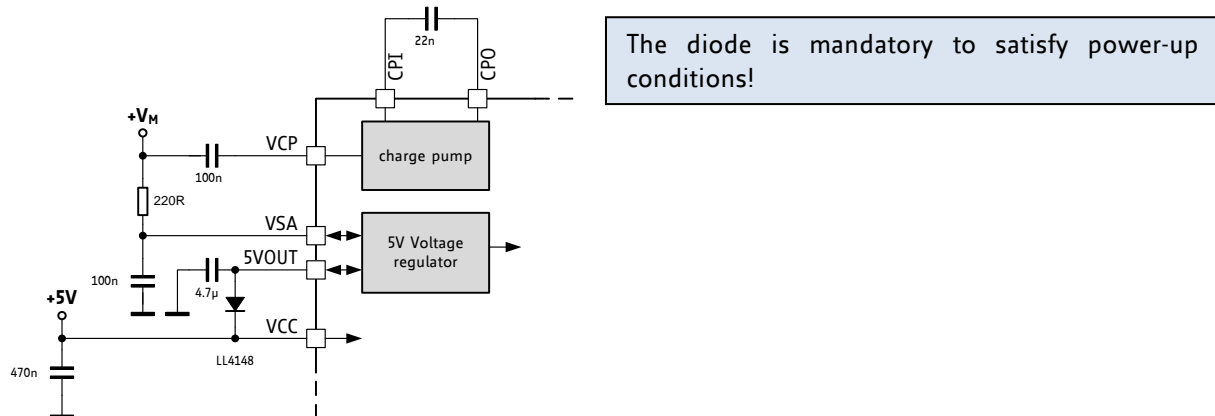 22n
CPI
CPO
The diode is mandatory to satisfy power-up
conditions!
+VM
VCP
charge pump
100n
220R
VSA
5V Voltage
regulator
5VOUT
100n
4.7µ
+5V
VCC
LL4148
470n